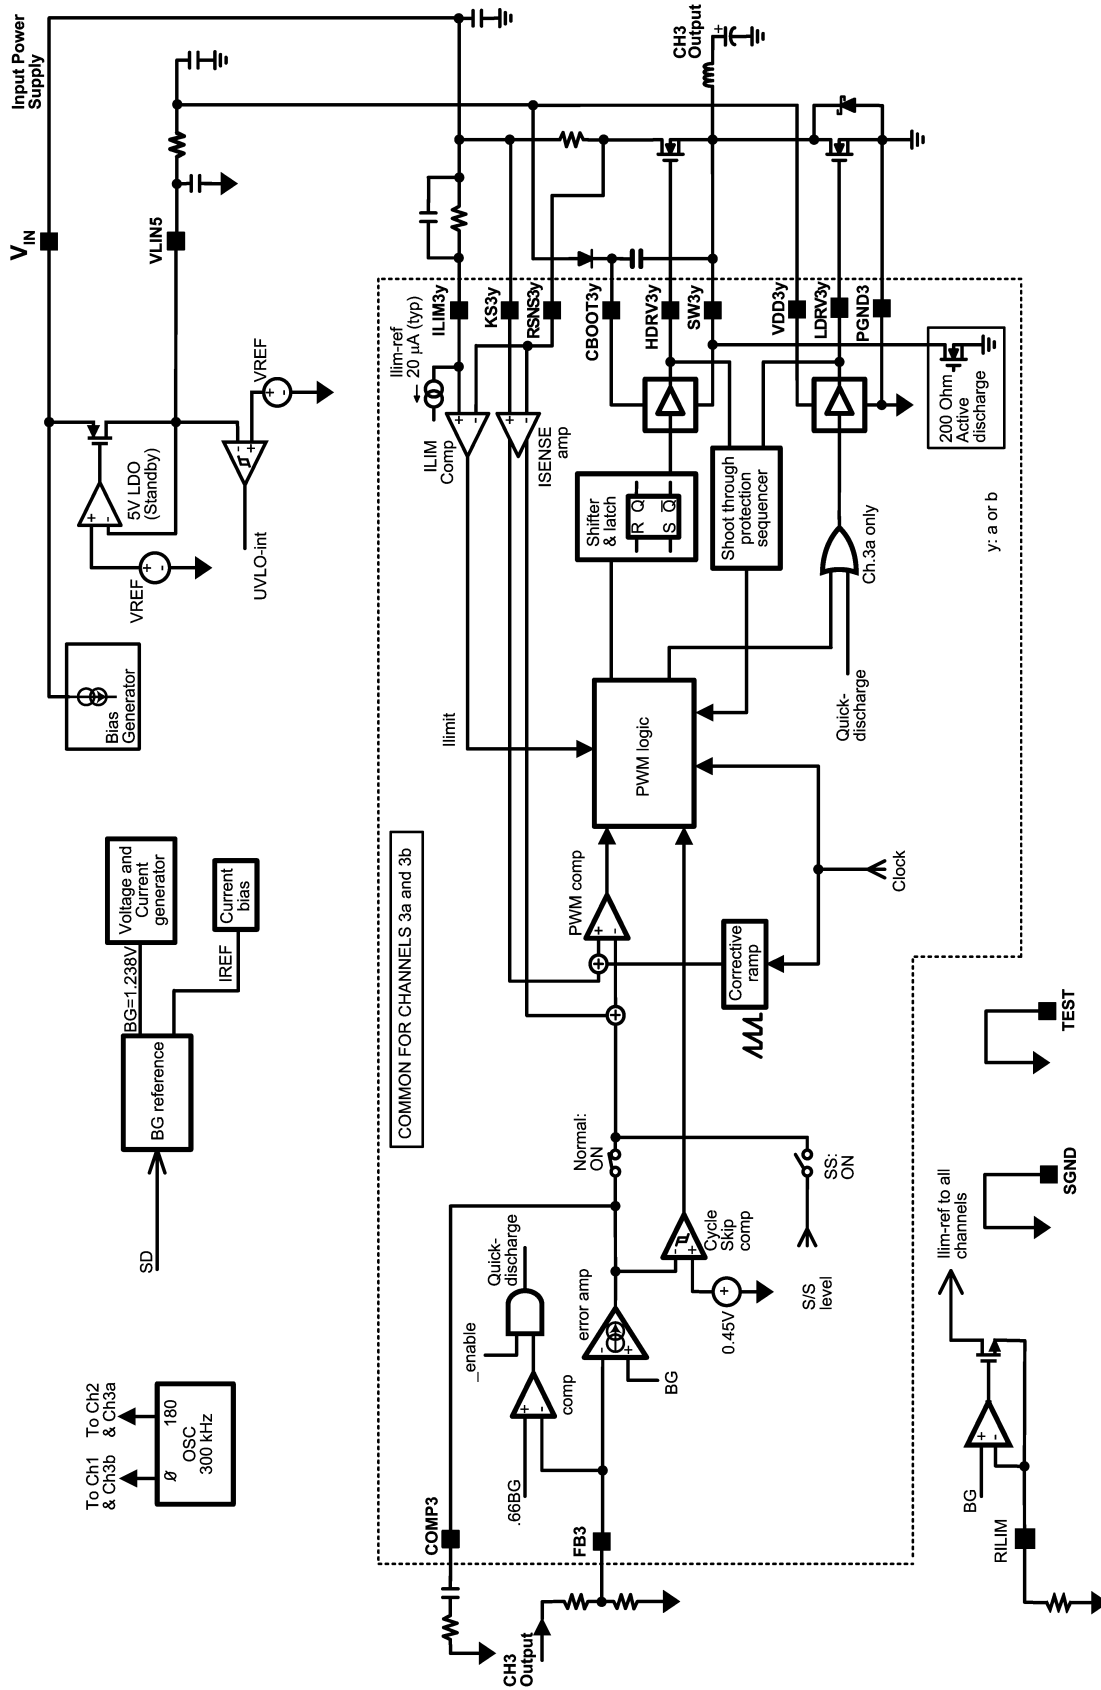 Input Power
Supply
VIN
VLIN5
VREF
5V LDO
(Standby)
+
-
VREF
UVLO-int
Bias
Generator
Voltage and
Current
generator
BG=1.238V
Current
bias
IREF
BG reference
SD
To Ch1
& Ch3b
To Ch2
& Ch3a
Ø
180
OSC
300 kHz
CH3
Output
+
ILIM3y
KS3y
RSNS3y
CBOOT3y
HDRV3y
SW3y
VDD3y
LDRV3y
PGND3
Ilim-ref
20 µA (typ)
ILIM
Comp
ISENSE
amp
Shifter
& latch
R Q
S Q
Shoot through
protection
sequencer
200 Ohm
Active
discharge
Ch.3a only
y: a or b
Ilimit
PWM logic
Quick-
discharge
COMMON FOR CHANNELS 3a and 3b
PWM comp
Corrective
ramp
Clock
Normal:
ON
SS:
ON
S/S
level
Cycle
Skip
comp
0.45V
Quick-
discharge
_enable
comp
.66BG
error amp
BG
COMP3
FB3
CH3
Output
TEST
SGND
Ilim-ref to all
channels
BG
RILIM